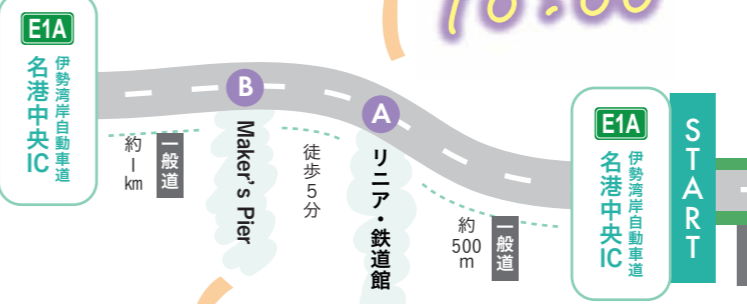 10:00
START
E1A
伊勢湾岸自動車道
名港中央IC
一般道
約500m
A
リニア・鉄道館
徒歩5分
B
Maker's Pier
一般道
約1km
E1A
伊勢湾岸自動車道
名港中央IC